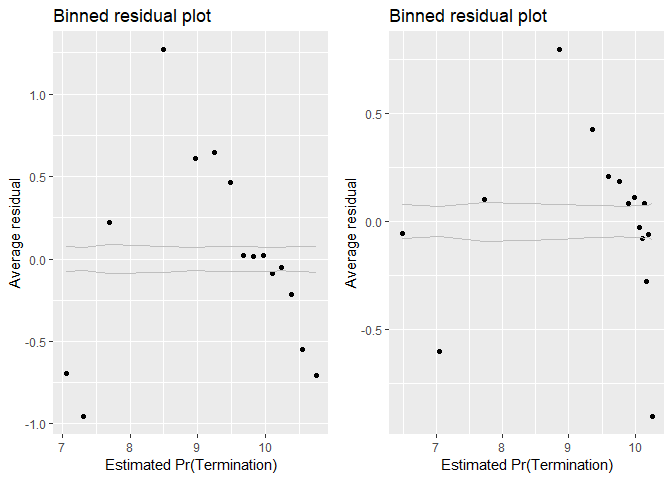 Binned residual plot
Average residual
1.0
0.5
0.0
-0.5
-1.0
7
8
9
10
Estimated Pr(Termination)
Binned residual plot
Average residual
0.5
0.0
-0.5
7
8
9
10
Estimated Pr(Termination)